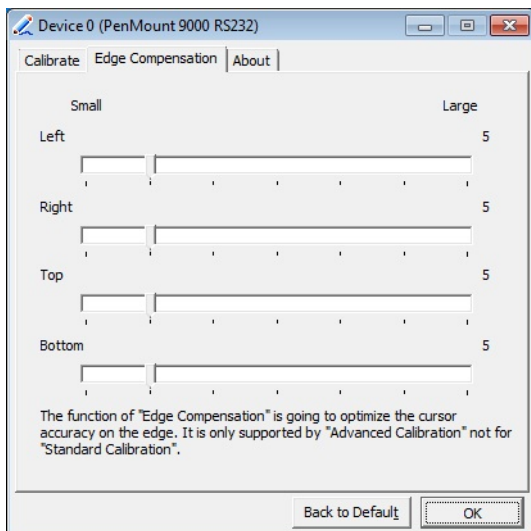 Device 0 (PenMount 9000 RS232)
Calibrate Edge Compensation About
Small Large
Left 5
Right 5
Top 5
Bottom 5
The function of "Edge Compensation" is going to optimize the cursor
accuracy on the edge. It is only supported by "Advanced Calibration" not for
"Standard Calibration".
Back to Default OK